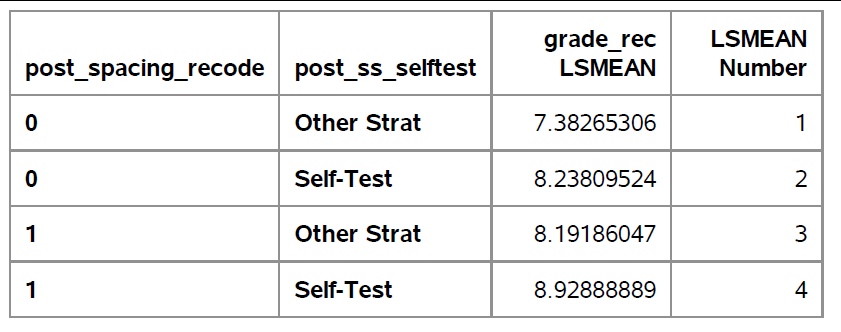 post_spacing_recode post_ss_selftest grade_rec LSMEAN LSMEAN Number
0 Other Strat 7.38265306 1
0 Self-Test 8.23809524 2
1 Other Strat 8.19186047 3
1 Self-Test 8.92888889 4